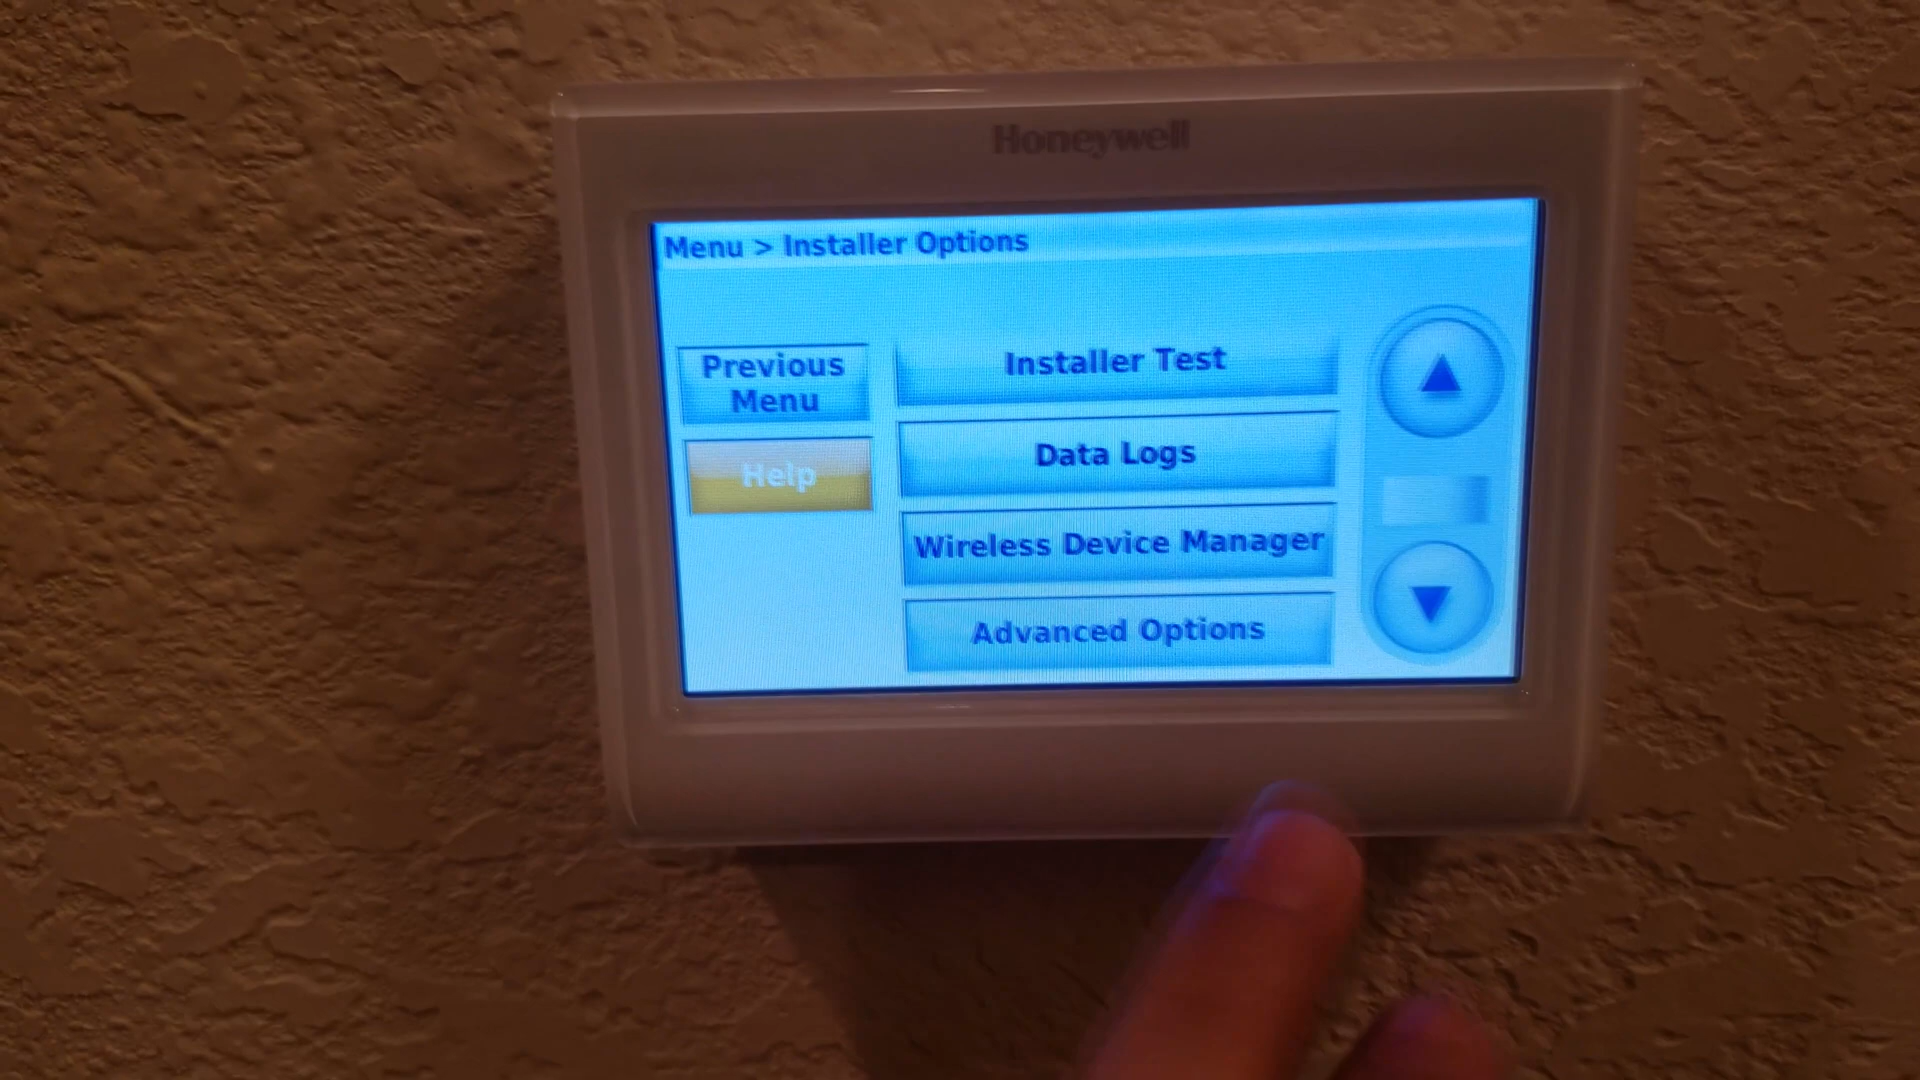 Honeywell
Menu > Installer Options
Previous
Menu
Help
Installer Test
Data Logs
Wireless Device Manager
Advanced Options